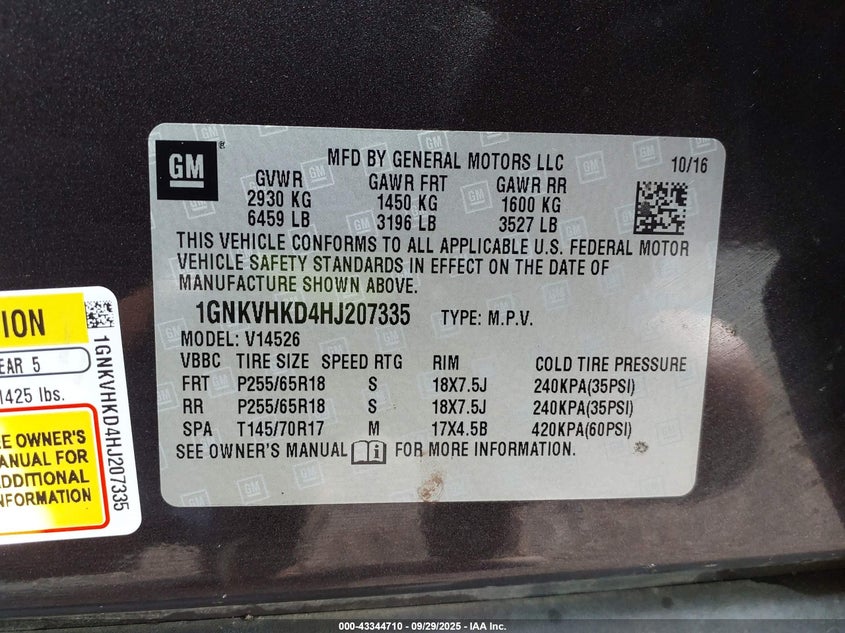 GM
MFD BY GENERAL MOTORS LLC 10/16
GVWR GAWR FRT GAWR RR
2930 KG 1450 KG 1600 KG
6459 LB 3196 LB 3527 LB
THIS VEHICLE CONFORMS TO ALL APPLICABLE U.S. FEDERAL MOTOR
VEHICLE SAFETY STANDARDS IN EFFECT ON THE DATE OF
MANUFACTURE SHOWN ABOVE.
1GNKVHKD4HJ207335 TYPE: M.P.V.
MODEL: V14526
VBBC TIRE SIZE SPEED RTG RIM COLD TIRE PRESSURE
FRT P255/65R18 S 18X7.5J 240KPA(35PSI)
RR P255/65R18 S 18X7.5J 240KPA(35PSI)
SPA T145/70R17 M 17X4.5B 420KPA(60PSI)
SEE OWNER'S MANUAL FOR MORE INFORMATION.
ION
EAR 5
1425 lbs.
E OWNER'S
ANUAL FOR
ADDITIONAL
NFORMATION
1GNKVHKD4HJ207335
000-43344710 - 09/29/2025 - IAA Inc.